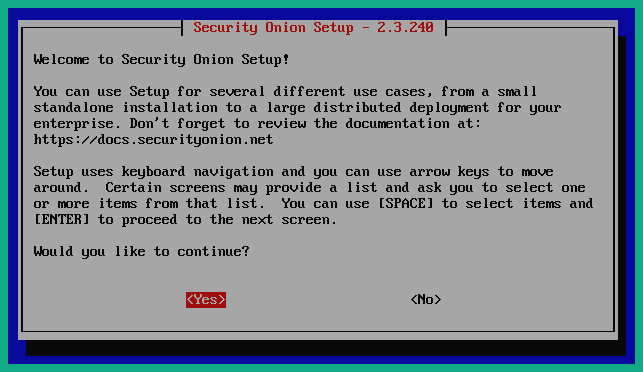 Security Onion Setup - 2.3.240
Welcome to Security Onion Setup!
You can use Setup for several different use cases, from a small
standalone installation to a large distributed deployment for your
enterprise. Don't forget to review the documentation at:
https://docs.securityonion.net
Setup uses keyboard navigation and you can use arrow keys to move
around.  Certain screens may provide a list and ask you to select one
or more items from that list.  You can use [SPACE] to select items and
[ENTER] to proceed to the next screen.
Would you like to continue?
<Yes> <No>